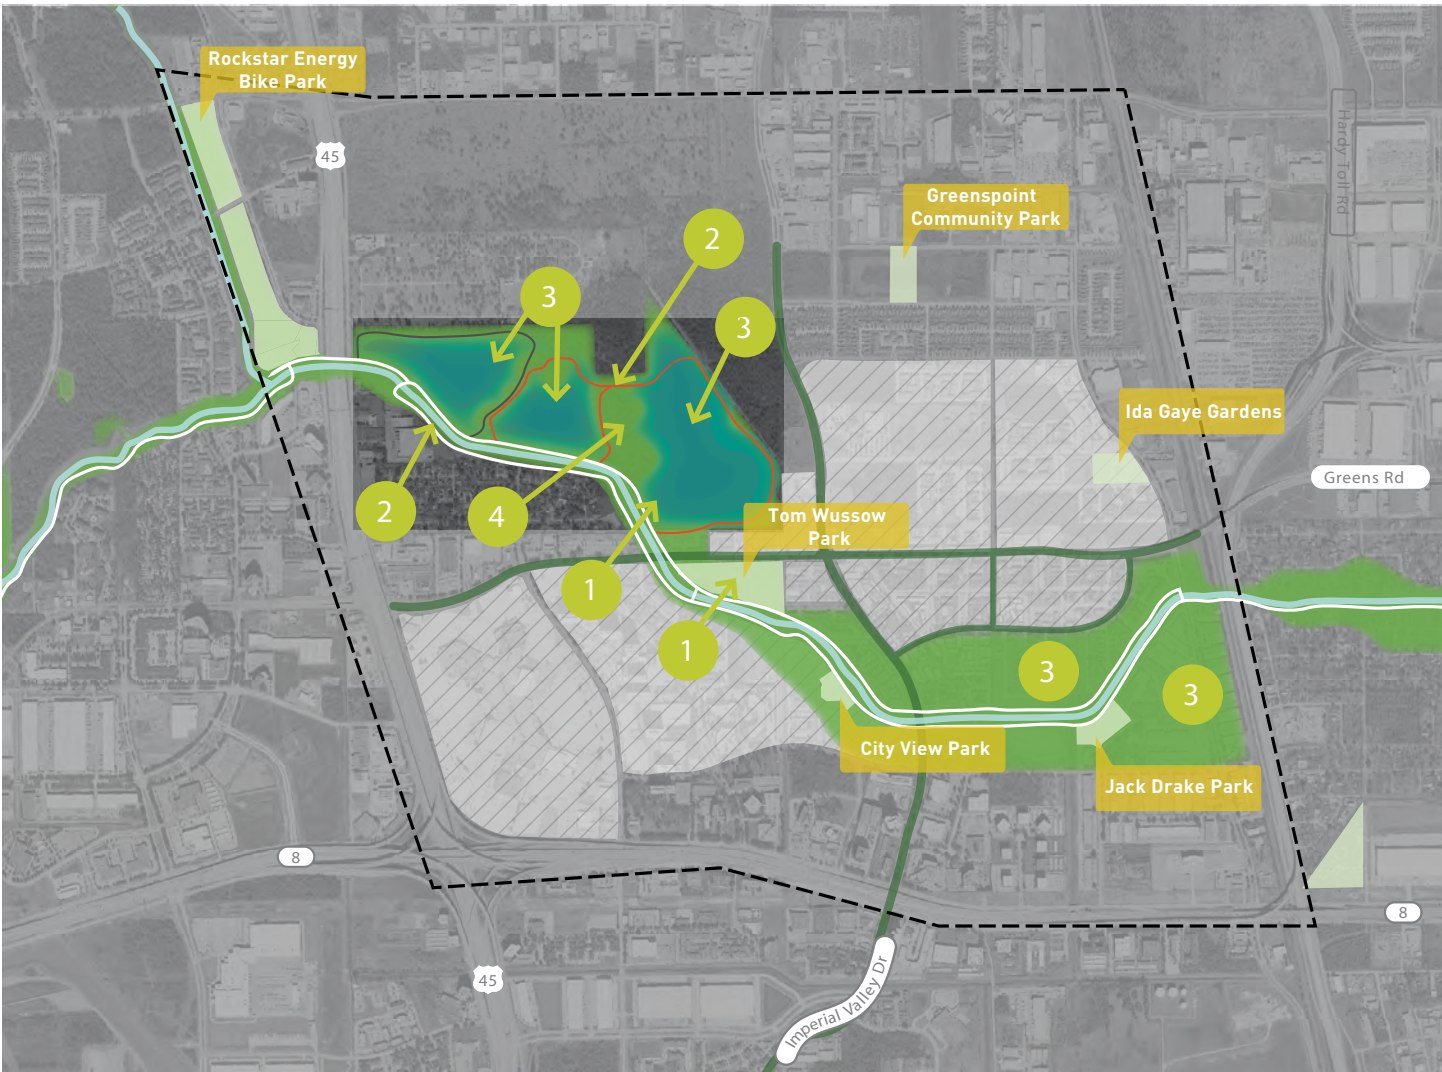 Rockstar Energy
Bike Park
45
Hardy Toll Rd
Greenspoint
Community Park
2
3
3
Ida Gaye Gardens
Greens Rd
2
4
Tom Wussow
Park
1
1
3
3
City View Park
Jack Drake Park
8
8
45
Imperial Valley Dr